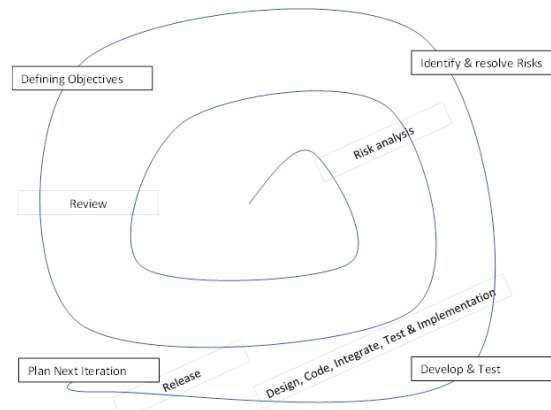 Defining Objectives
Identify & resolve Risks
Risk analysis
Review
Design, Code, Integrate, Test & Implementation
Plan Next Iteration
Release
Develop & Test